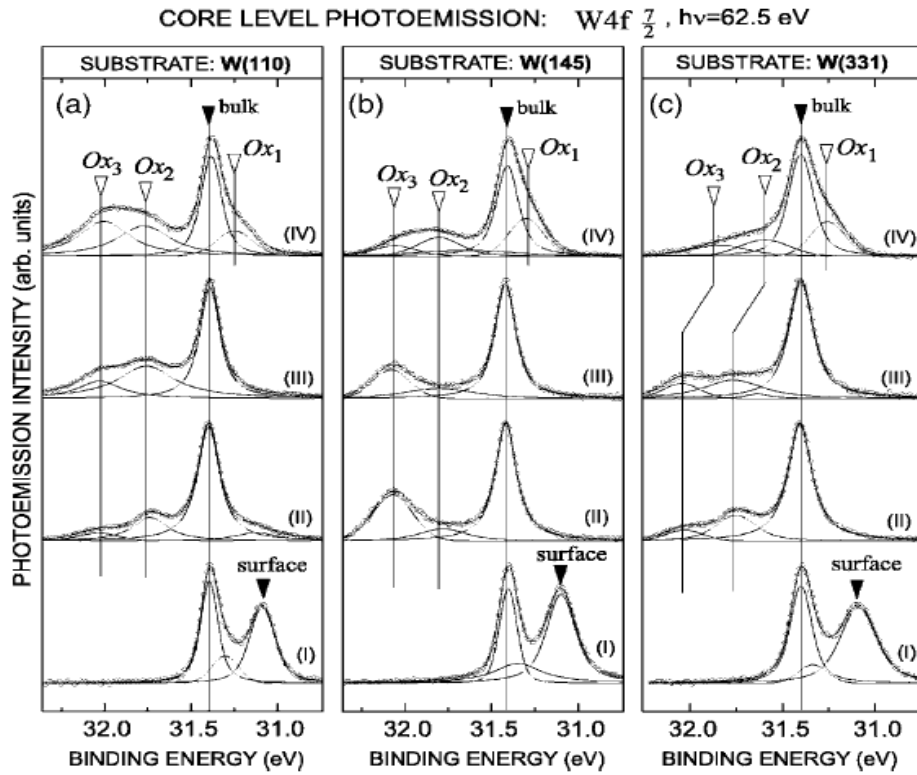 CORE LEVEL PHOTOEMISSION: W4f 7/2 , hν=62.5 eV
SUBSTRATE: W(110)
SUBSTRATE: W(145)
SUBSTRATE: W(331)
(a)
bulk
Ox3
Ox2
Ox1
(IV)
(III)
(II)
surface
(I)
(b)
bulk
Ox3
Ox2
Ox1
(IV)
(III)
(II)
surface
(I)
(c)
bulk
Ox3
Ox2
Ox1
(IV)
(III)
(II)
surface
(I)
PHOTOEMISSION INTENSITY (arb. units)
32.0 31.5 31.0
32.0 31.5 31.0
32.0 31.5 31.0
BINDING ENERGY (eV)
BINDING ENERGY (eV)
BINDING ENERGY (eV)